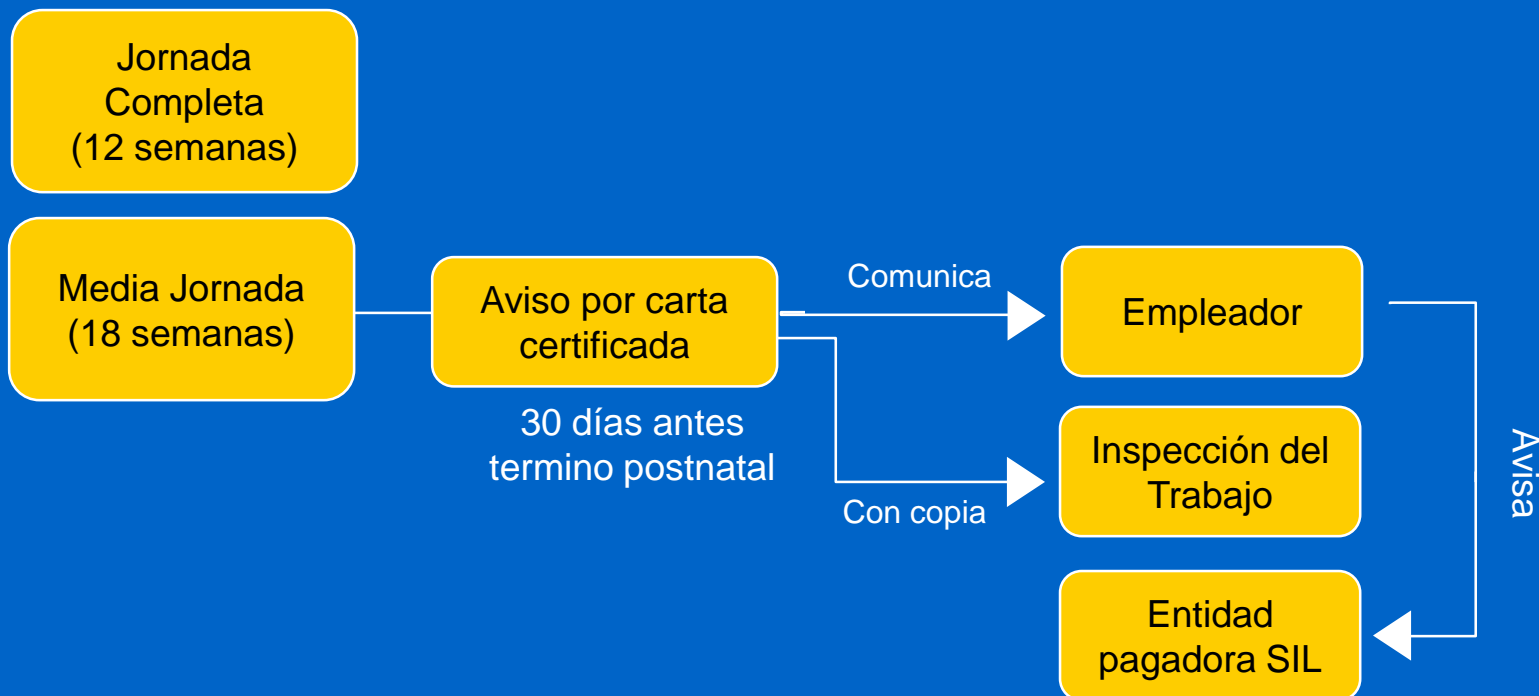 Jornada
Completa
(12 semanas)
Media Jornada
(18 semanas)
Aviso por carta
certificada
30 días antes
termino postnatal
Comunica
Con copia
Empleador
Inspección del
Trabajo
Entidad
pagadora SIL
Avisa